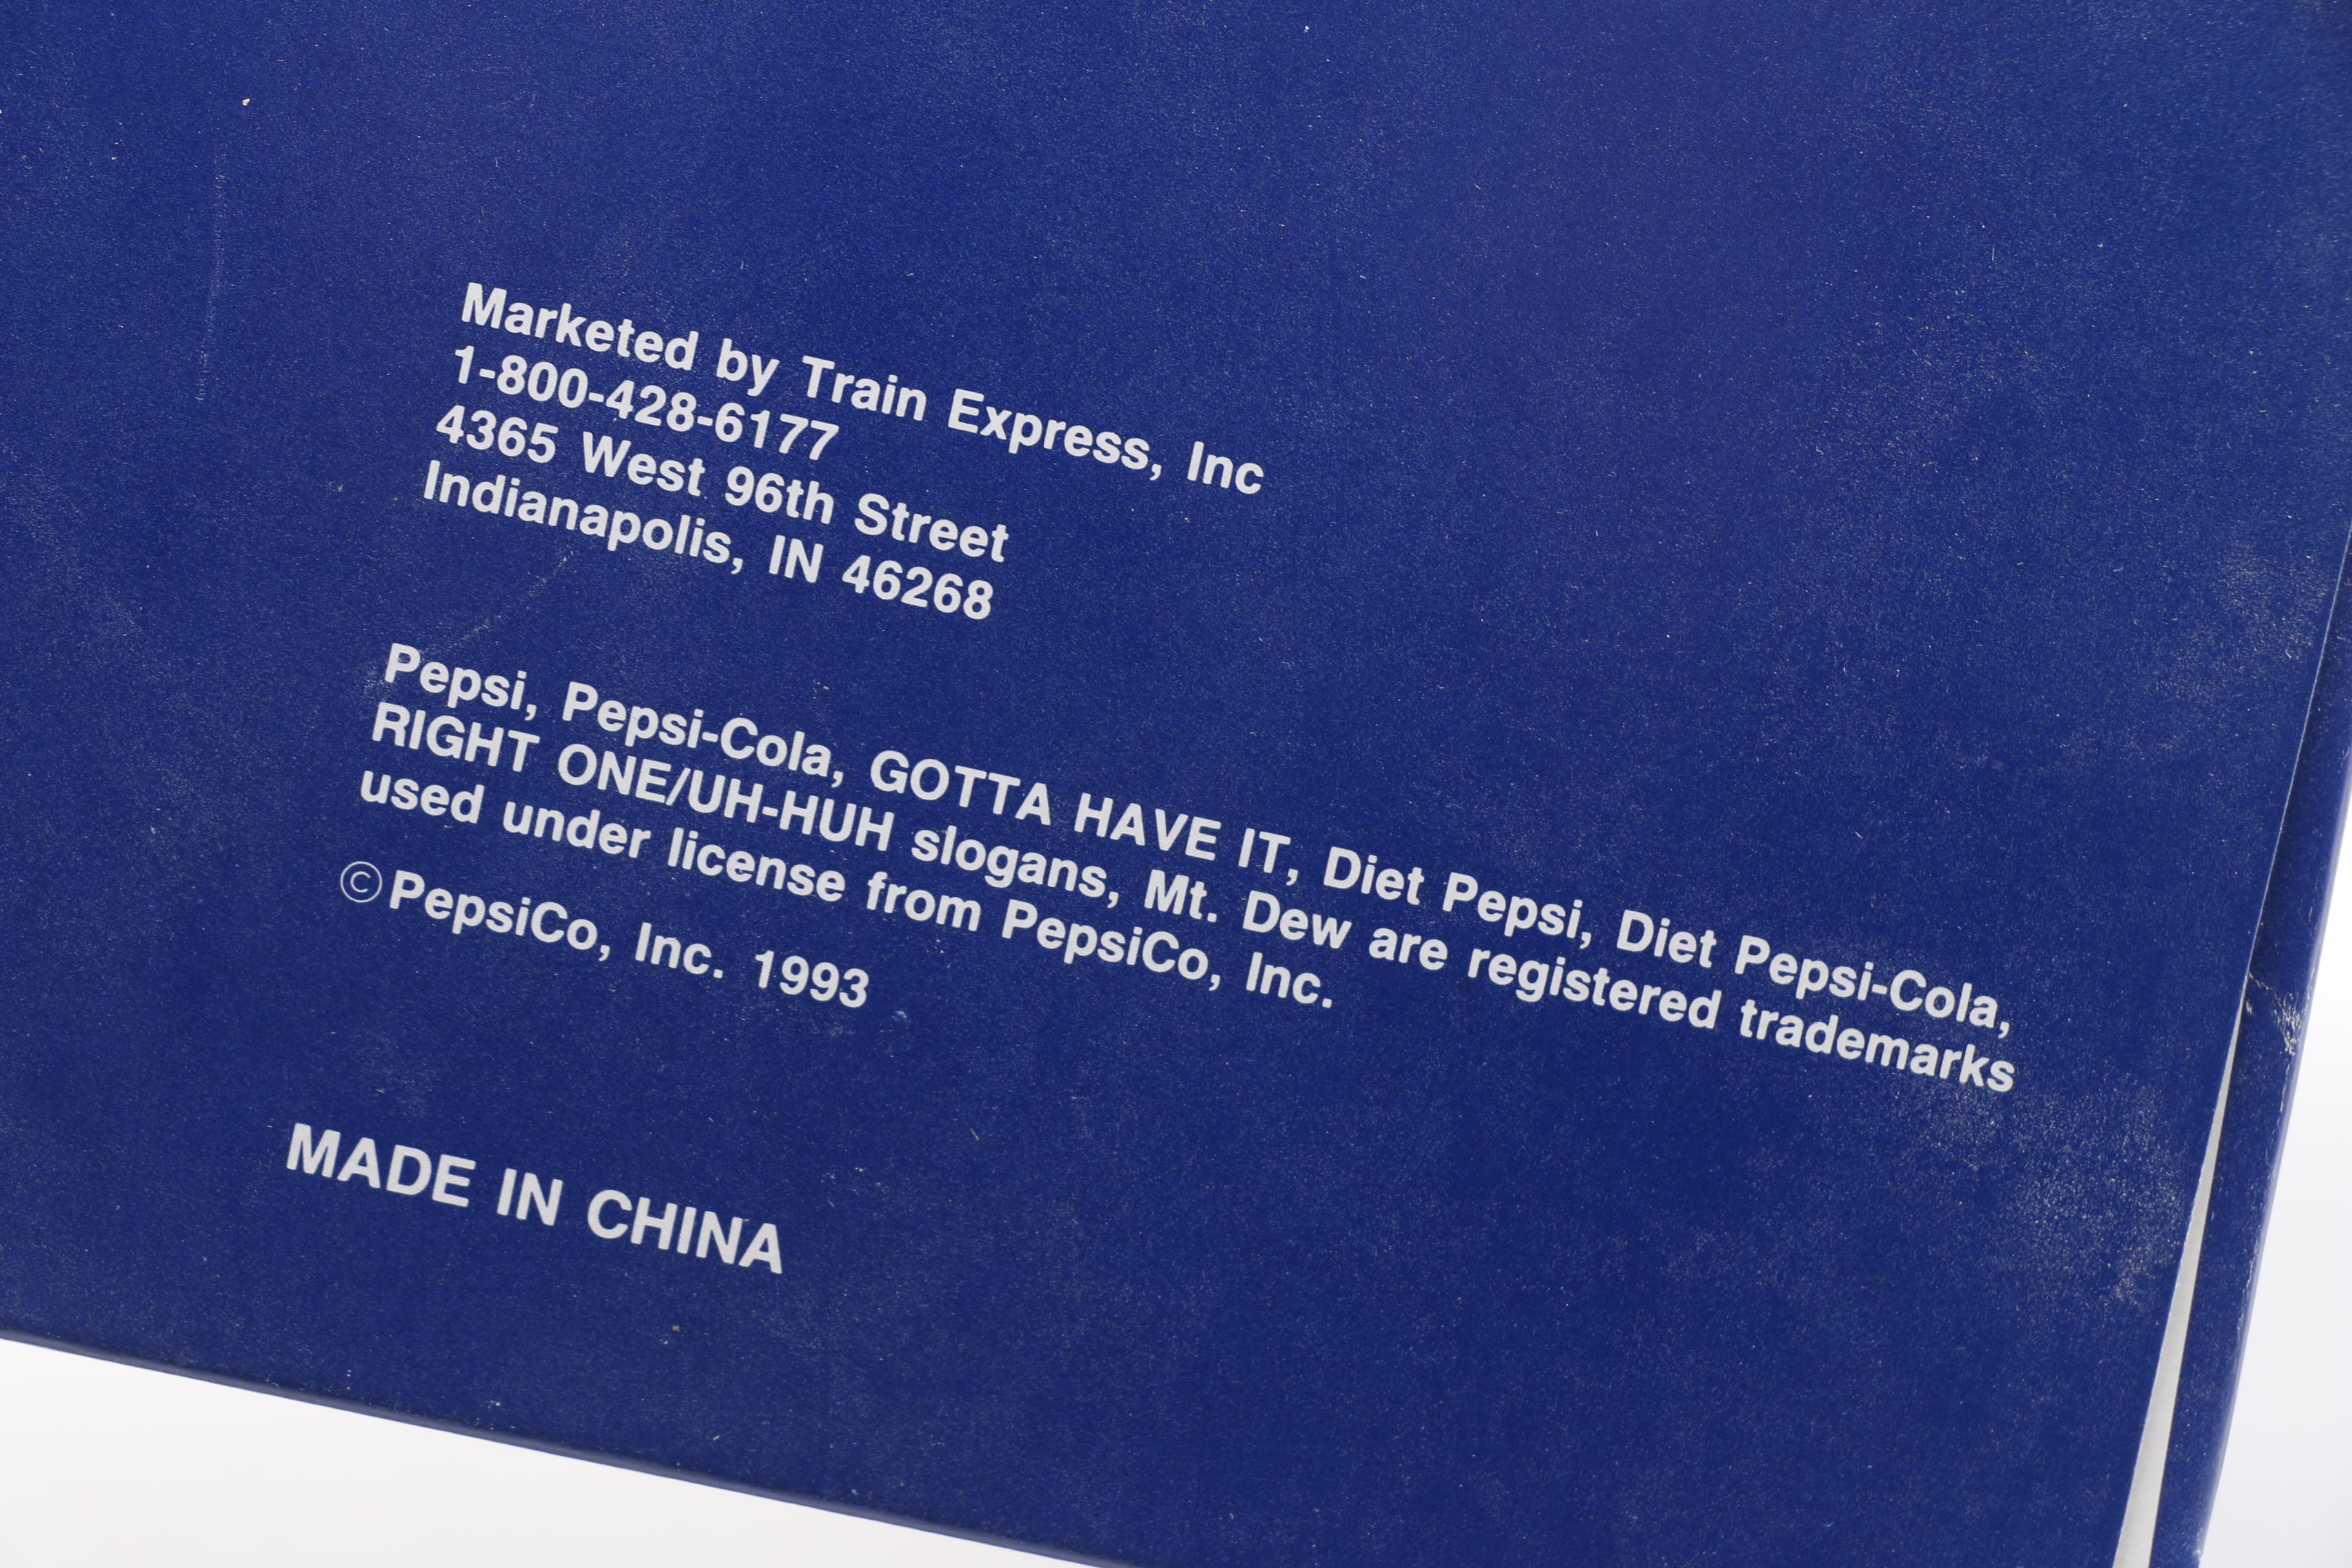 Marketed by Train Express, Inc
1-800-428-6177
4365 West 96th Street
Indianapolis, IN 46268
Pepsi, Pepsi-Cola, GOTTA HAVE IT, Diet Pepsi, Diet Pepsi-Cola,
RIGHT ONE/UH-HUH slogans, Mt. Dew are registered trademarks
used under license from PepsiCo, Inc.
©PepsiCo, Inc. 1993
MADE IN CHINA